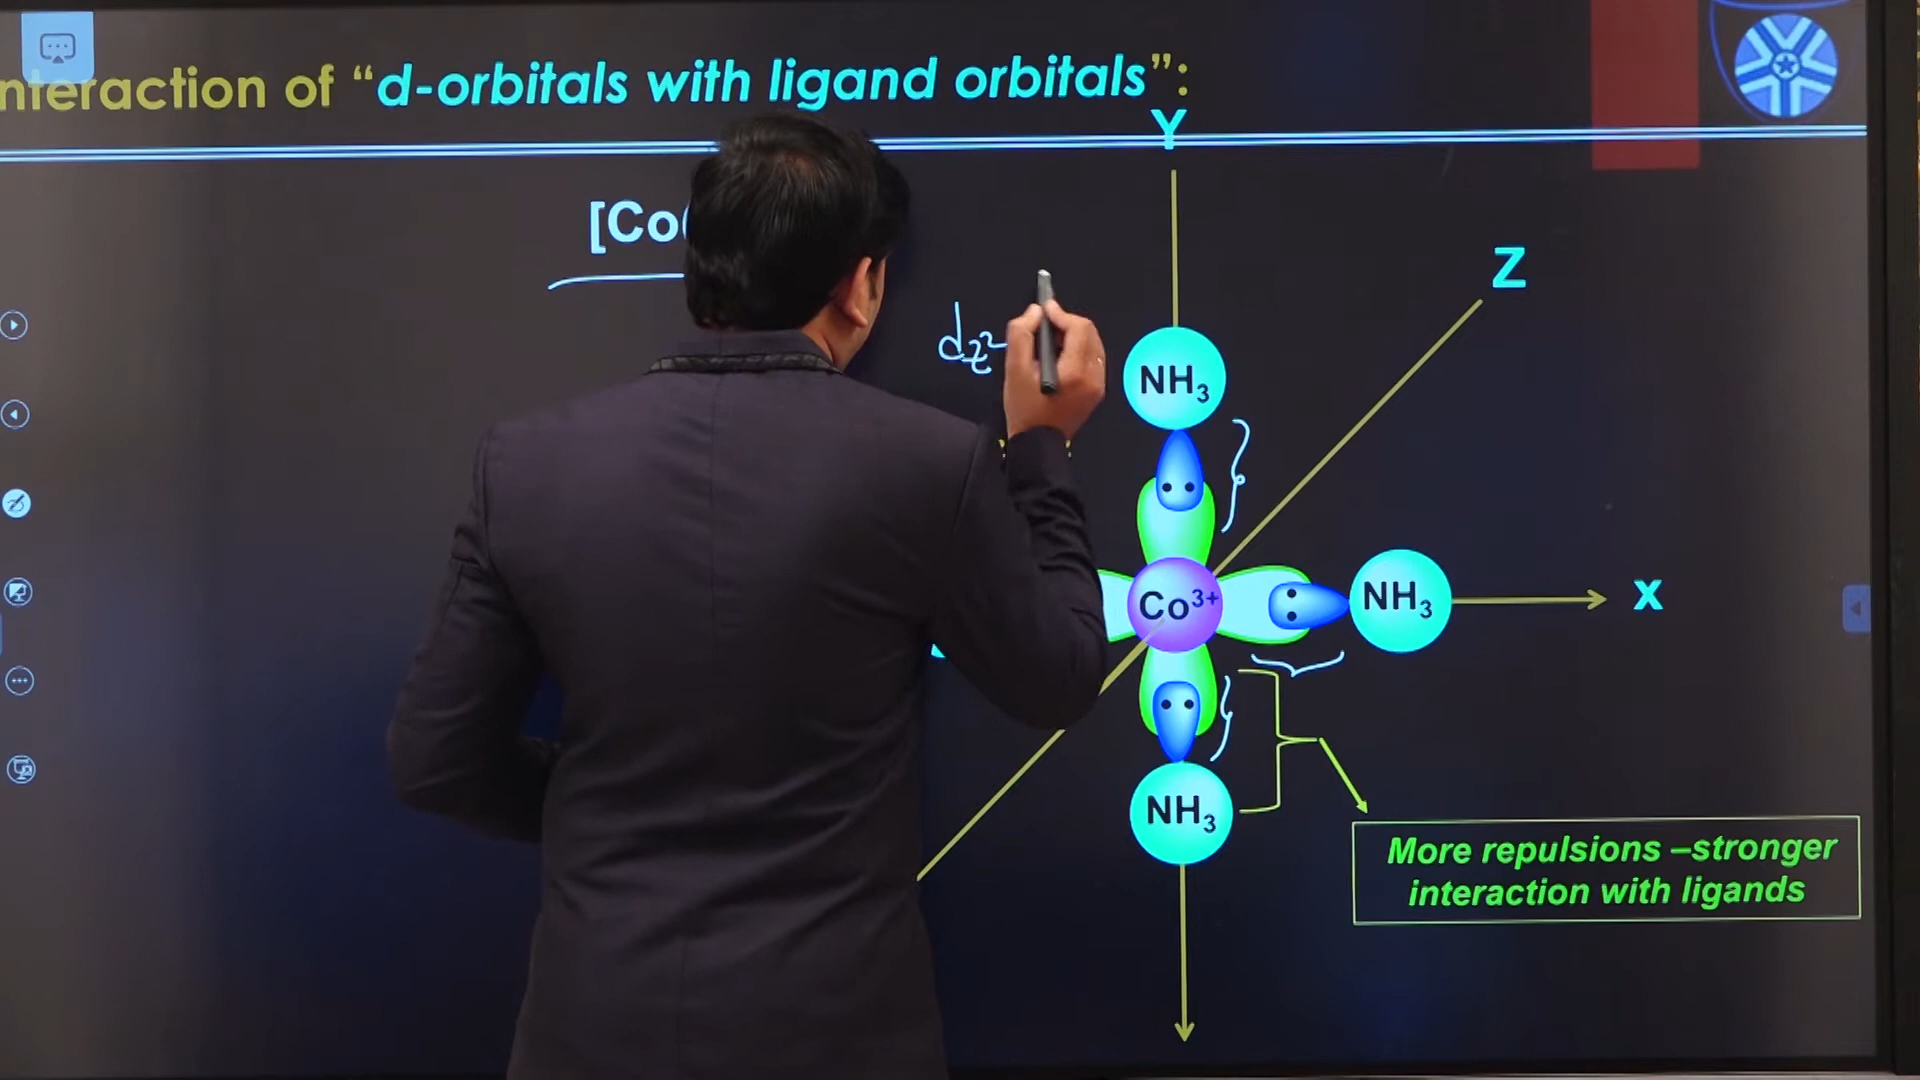 nteraction of “d-orbitals with ligand orbitals”:
Y
[Co
Z
dz²
NH₃
Co³⁺
NH₃
X
NH₃
More repulsions –stronger
interaction with ligands